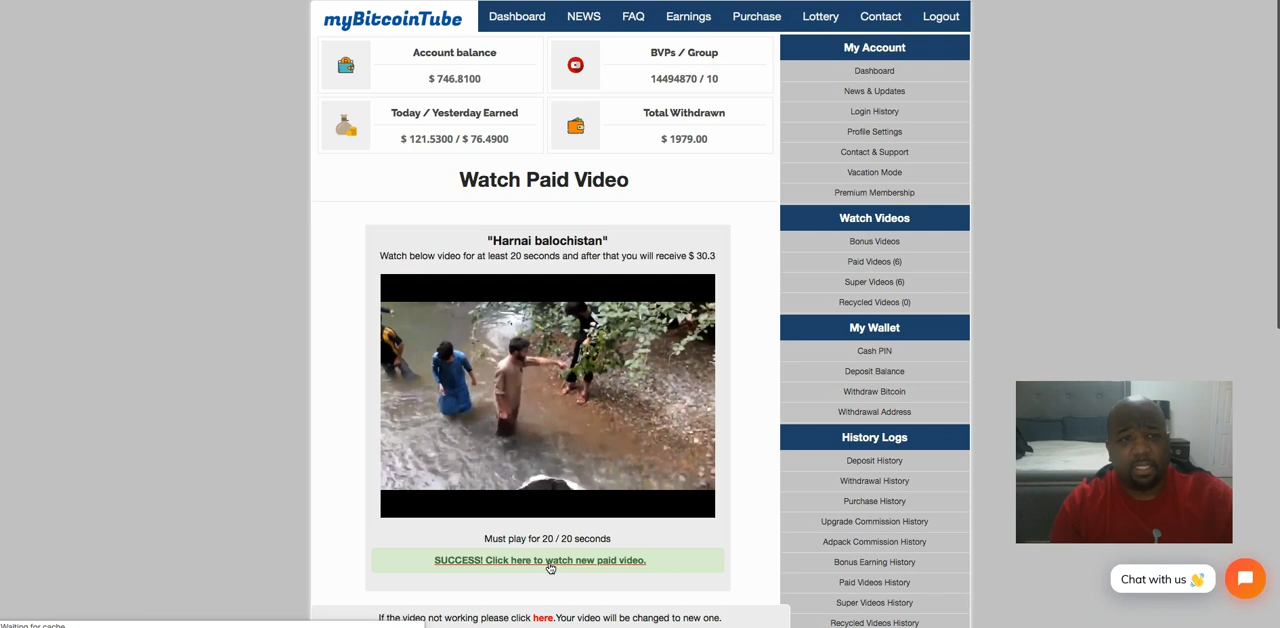 myBitcoinTube
Dashboard NEWS FAQ Earnings Purchase Lottery Contact Logout
Account balance
$ 746.8100
BVPs / Group
14494870 / 10
Today / Yesterday Earned
$ 121.5300 / $ 76.4900
Total Withdrawn
$ 1979.00
Watch Paid Video
"Harnai balochistan"
Watch below video for at least 20 seconds and after that you will receive $ 30.3
Must play for 20 / 20 seconds
SUCCESS! Click here to watch new paid video.
If the video not working please click here.Your video will be changed to new one.
My Account
Dashboard
News & Updates
Login History
Profile Settings
Contact & Support
Vacation Mode
Premium Membership
Watch Videos
Bonus Videos
Paid Videos (6)
Super Videos (6)
Recycled Videos (0)
My Wallet
Cash PIN
Deposit Balance
Withdraw Bitcoin
Withdrawal Address
History Logs
Deposit History
Withdrawal History
Purchase History
Upgrade Commission History
Adpack Commission History
Bonus Earning History
Paid Videos History
Super Videos History
Recycled Videos History
Chat with us 👋
Waiting for cache...